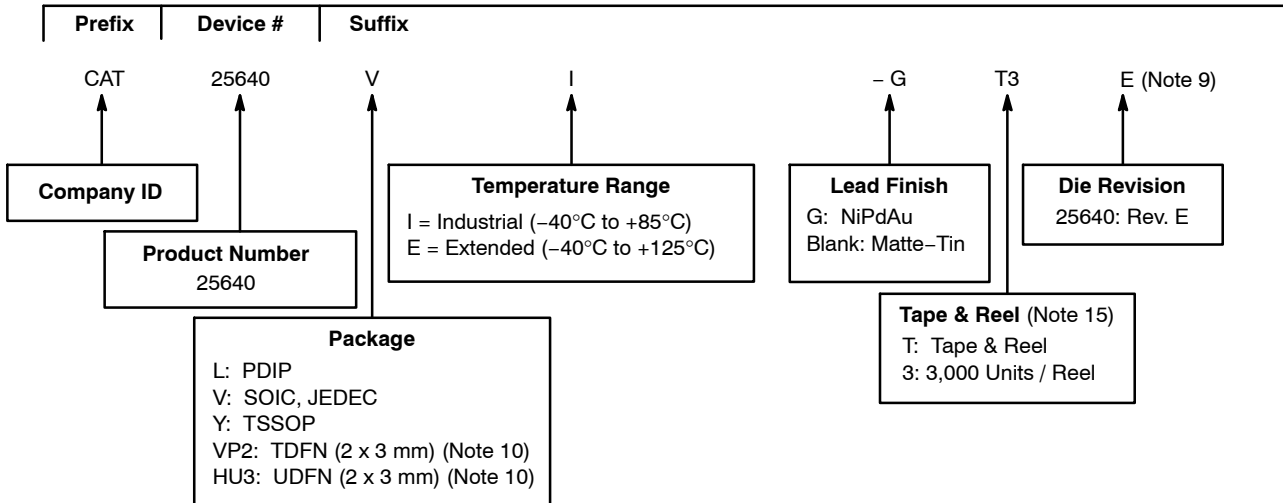 Prefix Device # Suffix
CAT 25640 V I – G T3 E (Note 9)
Company ID
Product Number
25640
Package
L: PDIP
V: SOIC, JEDEC
Y: TSSOP
VP2: TDFN (2 x 3 mm) (Note 10)
HU3: UDFN (2 x 3 mm) (Note 10)
Temperature Range
I = Industrial (−40°C to +85°C)
E = Extended (−40°C to +125°C)
Lead Finish
G: NiPdAu
Blank: Matte−Tin
Tape & Reel (Note 15)
T: Tape & Reel
3: 3,000 Units / Reel
Die Revision
25640: Rev. E